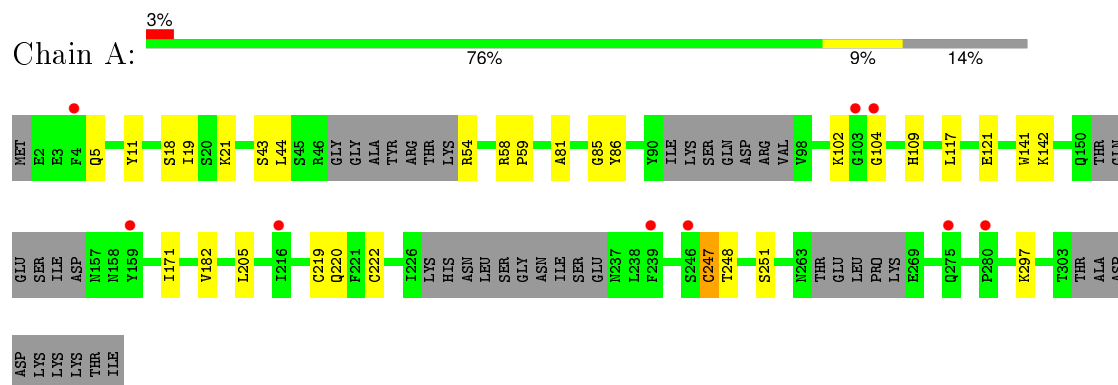 3%
Chain A:
76% 9% 14%
MET E2 E3 F4 Q5 Y11 S18 I19 S20 K21 S43 L44 S45 R46 GLY GLY ALA TYR ARG THR LYS R54 R58 P59 A81 G85 Y86 Y90 ILE LYS SER GLN ASP ARG VAL V98 K102 G103 G104 H109 L117 E121 W141 K142 Q150 THR GLN
GLU SER ILE ASP N157 N158 Y159 I171 V182 L205 I216 C219 Q220 F221 C222 I226 LYS HIS ASN LEU SER GLY ASN ILE SER GLU N237 L238 F239 S246 C247 T248 S251 N263 THR GLU LEU PRO LYS E269 Q275 P280 K297 T303 THR ALA ASP
ASP LYS LYS LYS THR ILE